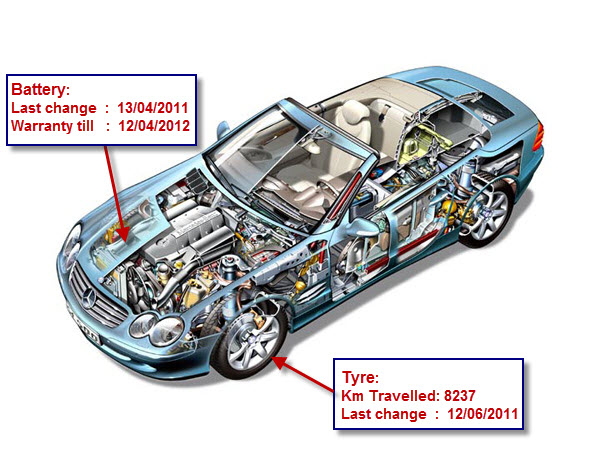 Battery:
Last change : 13/04/2011
Warranty till : 12/04/2012
Tyre:
Km Travelled: 8237
Last change : 12/06/2011